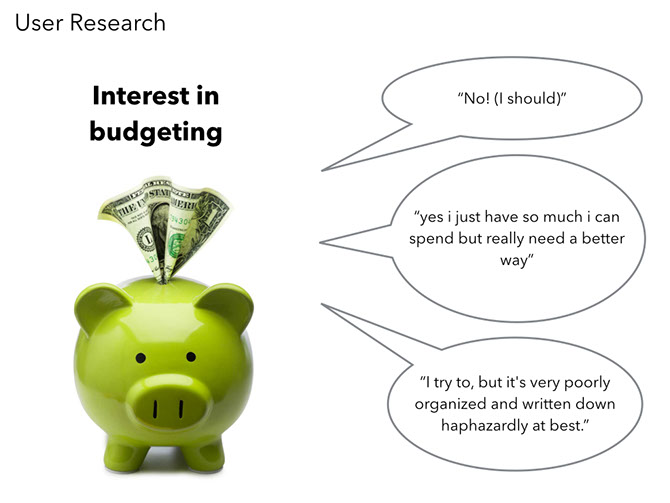 User Research
Interest in
budgeting
“No! (I should)”
“yes i just have so much i can
spend but really need a better
way”
“I try to, but it's very poorly
organized and written down
haphazardly at best.”